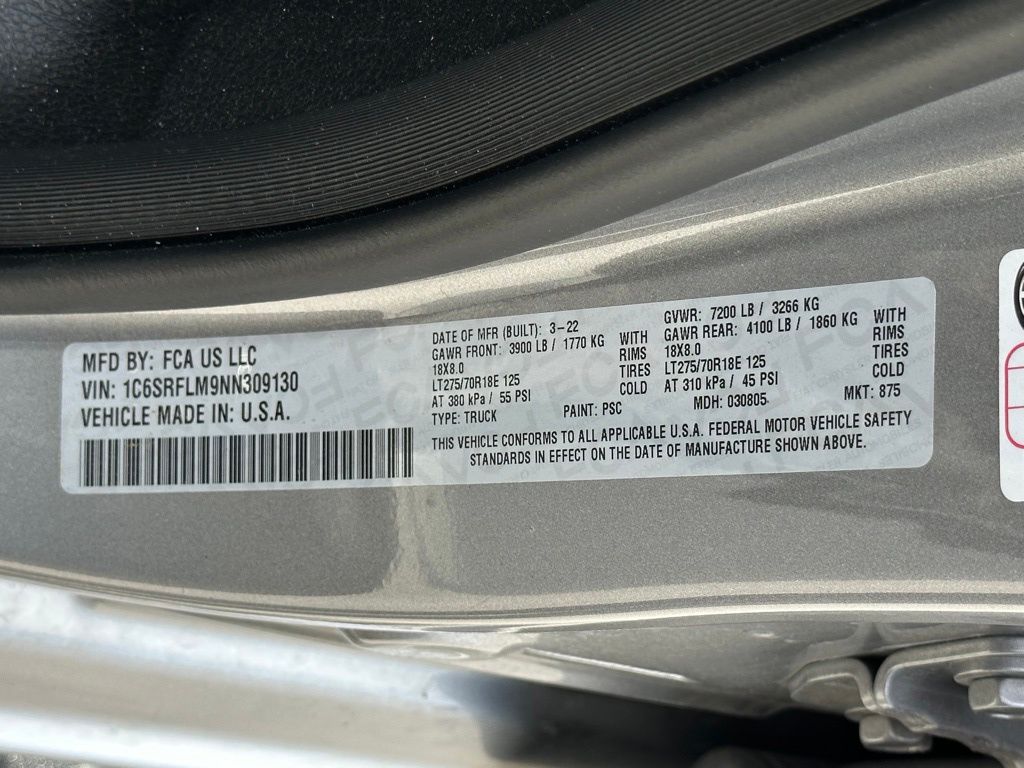 MFD BY: FCA US LLC
VIN: 1C6SRFLM9NN309130
VEHICLE MADE IN: U.S.A.
DATE OF MFR (BUILT): 3-22
GAWR FRONT: 3900 LB / 1770 KG WITH
18X8.0 RIMS
LT275/70R18E 125 TIRES
AT 380 kPa / 55 PSI COLD
TYPE: TRUCK PAINT: PSC
GVWR: 7200 LB / 3266 KG
GAWR REAR: 4100 LB / 1860 KG WITH
18X8.0 RIMS
LT275/70R18E 125 TIRES
AT 310 kPa / 45 PSI COLD
MDH: 030805 MKT: 875
THIS VEHICLE CONFORMS TO ALL APPLICABLE U.S.A. FEDERAL MOTOR VEHICLE SAFETY
STANDARDS IN EFFECT ON THE DATE OF MANUFACTURE SHOWN ABOVE.